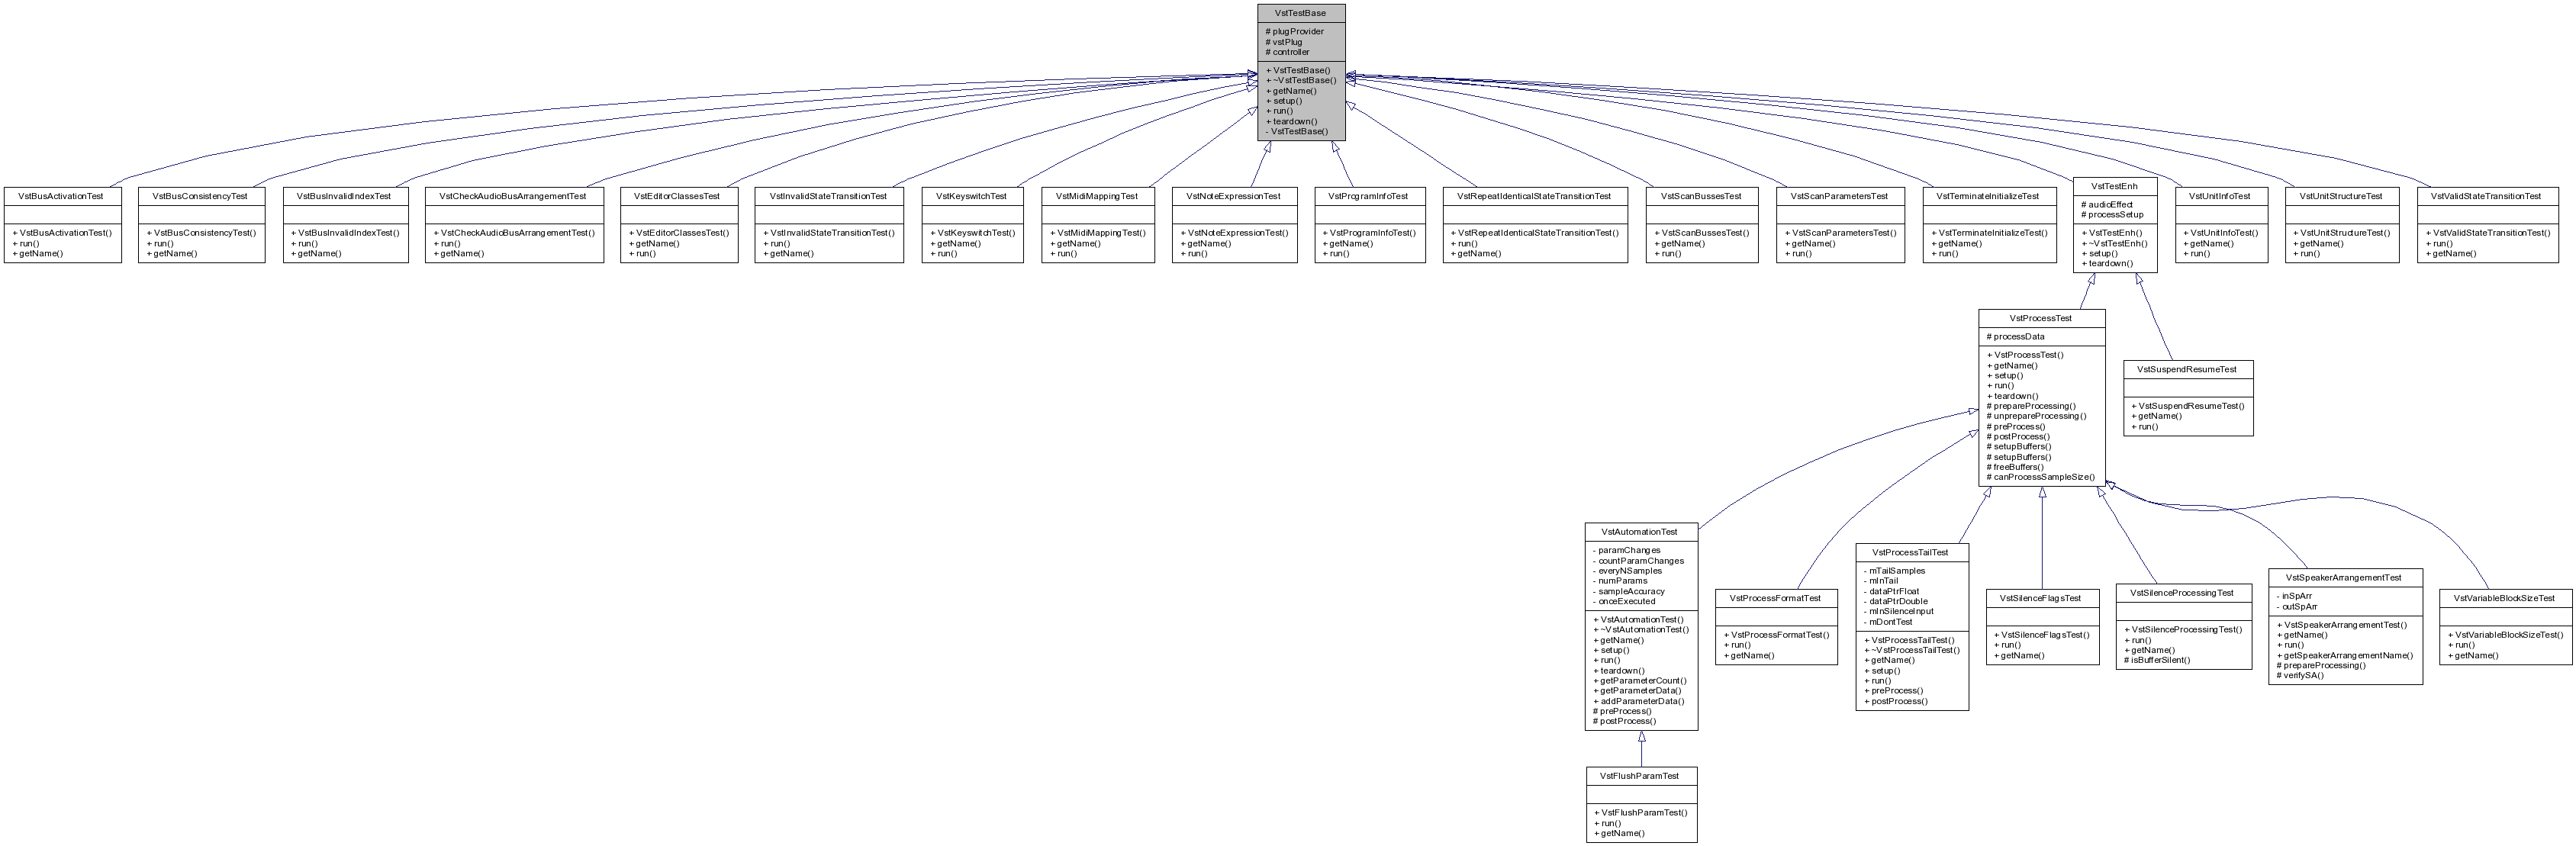 VstTestBase
# plugProvider
# vstPlug
# controller
+ VstTestBase()
+ ~VstTestBase()
+ getName()
+ setup()
+ run()
+ teardown()
- VstTestBase()
VstBusActivationTest
+ VstBusActivationTest()
+ run()
+ getName()
VstBusConsistencyTest
+ VstBusConsistencyTest()
+ run()
+ getName()
VstBusInvalidIndexTest
+ VstBusInvalidIndexTest()
+ run()
+ getName()
VstCheckAudioBusArrangementTest
+ VstCheckAudioBusArrangementTest()
+ run()
+ getName()
VstEditorClassesTest
+ VstEditorClassesTest()
+ getName()
+ run()
VstInvalidStateTransitionTest
+ VstInvalidStateTransitionTest()
+ run()
+ getName()
VstKeyswitchTest
+ VstKeyswitchTest()
+ getName()
+ run()
VstMidiMappingTest
+ VstMidiMappingTest()
+ getName()
+ run()
VstNoteExpressionTest
+ VstNoteExpressionTest()
+ getName()
+ run()
VstProgramInfoTest
+ VstProgramInfoTest()
+ getName()
+ run()
VstRepeatIdenticalStateTransitionTest
+ VstRepeatIdenticalStateTransitionTest()
+ run()
+ getName()
VstScanBussesTest
+ VstScanBussesTest()
+ getName()
+ run()
VstScanParametersTest
+ VstScanParametersTest()
+ getName()
+ run()
VstTerminateInitializeTest
+ VstTerminateInitializeTest()
+ getName()
+ run()
VstTestEnh
# audioEffect
# processSetup
+ VstTestEnh()
+ ~VstTestEnh()
+ setup()
+ teardown()
VstUnitInfoTest
+ VstUnitInfoTest()
+ getName()
+ run()
VstUnitStructureTest
+ VstUnitStructureTest()
+ getName()
+ run()
VstValidStateTransitionTest
+ VstValidStateTransitionTest()
+ run()
+ getName()
VstProcessTest
# processData
+ VstProcessTest()
+ getName()
+ setup()
+ run()
+ teardown()
# prepareProcessing()
# unprepareProcessing()
# preProcess()
# postProcess()
# setupBuffers()
# setupBuffers()
# freeBuffers()
# canProcessSampleSize()
VstSuspendResumeTest
+ VstSuspendResumeTest()
+ getName()
+ run()
VstAutomationTest
- paramChanges
- countParamChanges
- everyNSamples
- numParams
- sampleAccuracy
- onceExecuted
+ VstAutomationTest()
+ ~VstAutomationTest()
+ getName()
+ setup()
+ run()
+ teardown()
+ getParameterCount()
+ getParameterData()
+ addParameterData()
# preProcess()
# postProcess()
VstProcessFormatTest
+ VstProcessFormatTest()
+ run()
+ getName()
VstProcessTailTest
- mTailSamples
- mInTail
- dataPtrFloat
- dataPtrDouble
- mInSilenceInput
- mDontTest
+ VstProcessTailTest()
+ ~VstProcessTailTest()
+ getName()
+ setup()
+ run()
+ preProcess()
+ postProcess()
VstSilenceFlagsTest
+ VstSilenceFlagsTest()
+ run()
+ getName()
VstSilenceProcessingTest
+ VstSilenceProcessingTest()
+ run()
+ getName()
# isBufferSilent()
VstSpeakerArrangementTest
- inSpArr
- outSpArr
+ VstSpeakerArrangementTest()
+ getName()
+ run()
+ getSpeakerArrangementName()
# prepareProcessing()
# verifySA()
VstVariableBlockSizeTest
+ VstVariableBlockSizeTest()
+ run()
+ getName()
VstFlushParamTest
+ VstFlushParamTest()
+ run()
+ getName()